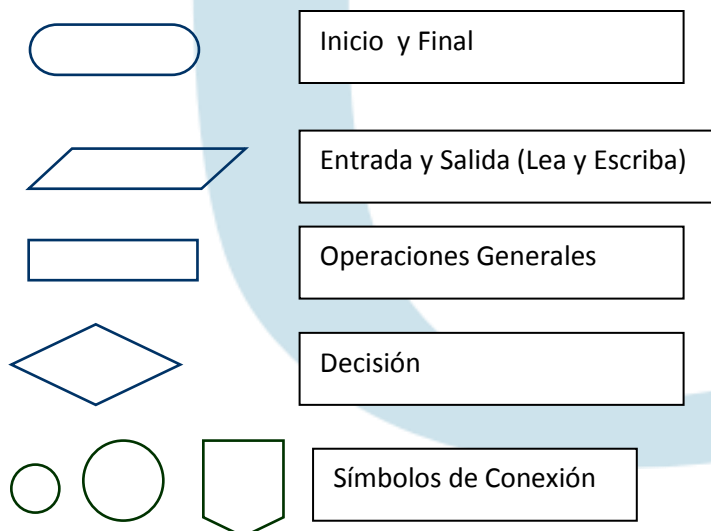 Inicio y Final
Entrada y Salida (Lea y Escriba)
Operaciones Generales
Decisión
Símbolos de Conexión